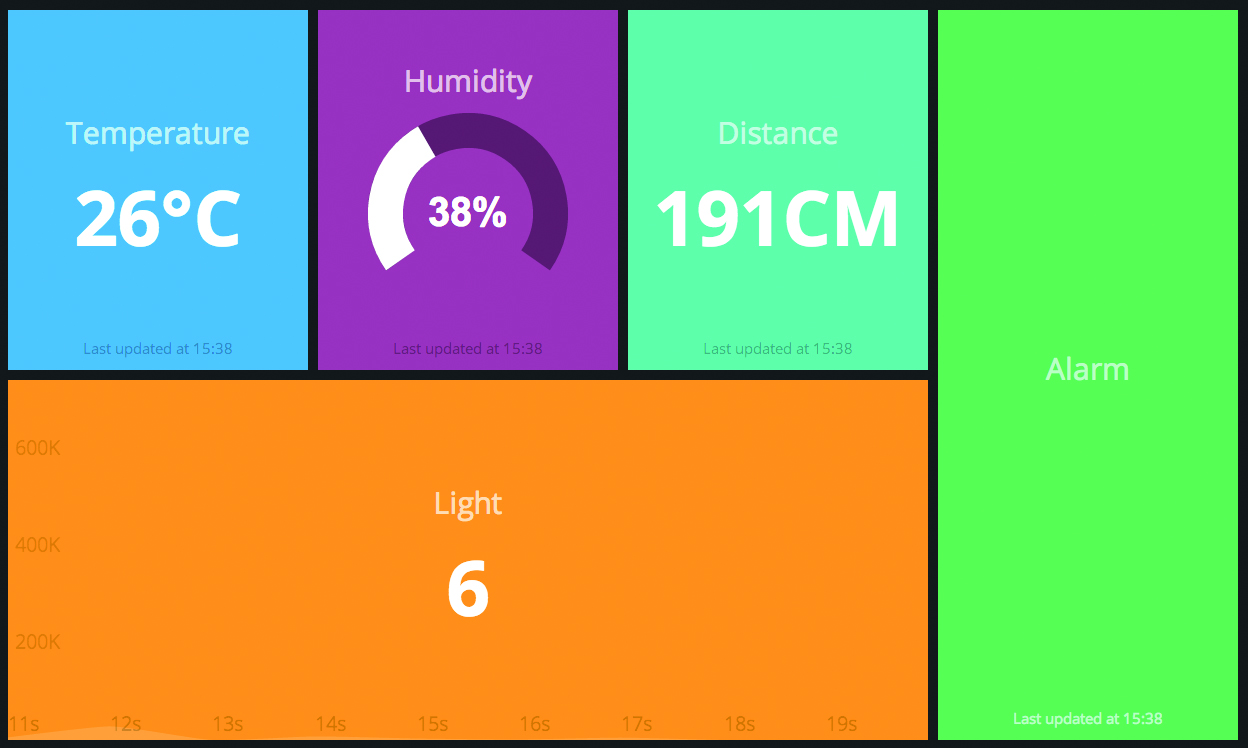 Temperature
26°C
Last updated at 15:38
Humidity
38%
Last updated at 15:38
Distance
191CM
Last updated at 15:38
Alarm
Last updated at 15:38
Light
6
600K
400K
200K
11s 12s 13s 14s 15s 16s 17s 18s 19s